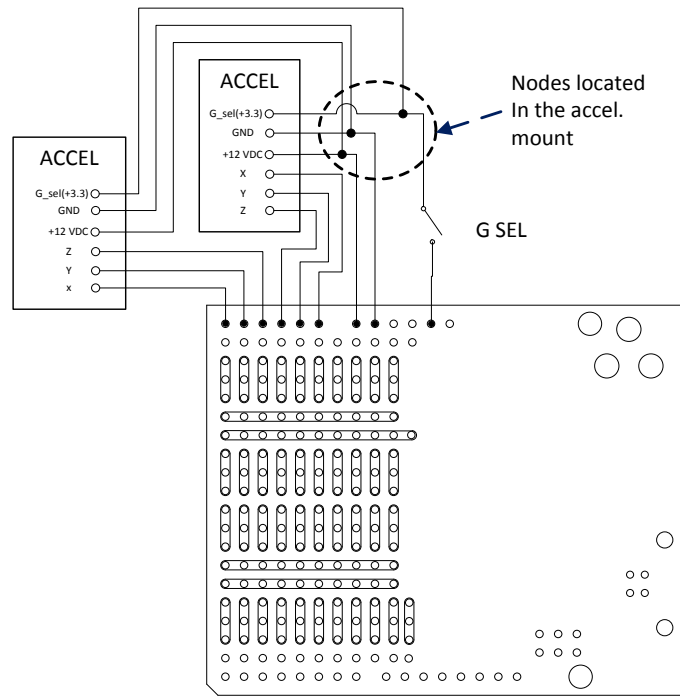 ACCEL
G_sel(+3.3)
GND
+12 VDC
X
Y
Z
Nodes located
In the accel.
mount
ACCEL
G_sel(+3.3)
GND
+12 VDC
Z
Y
x
G SEL